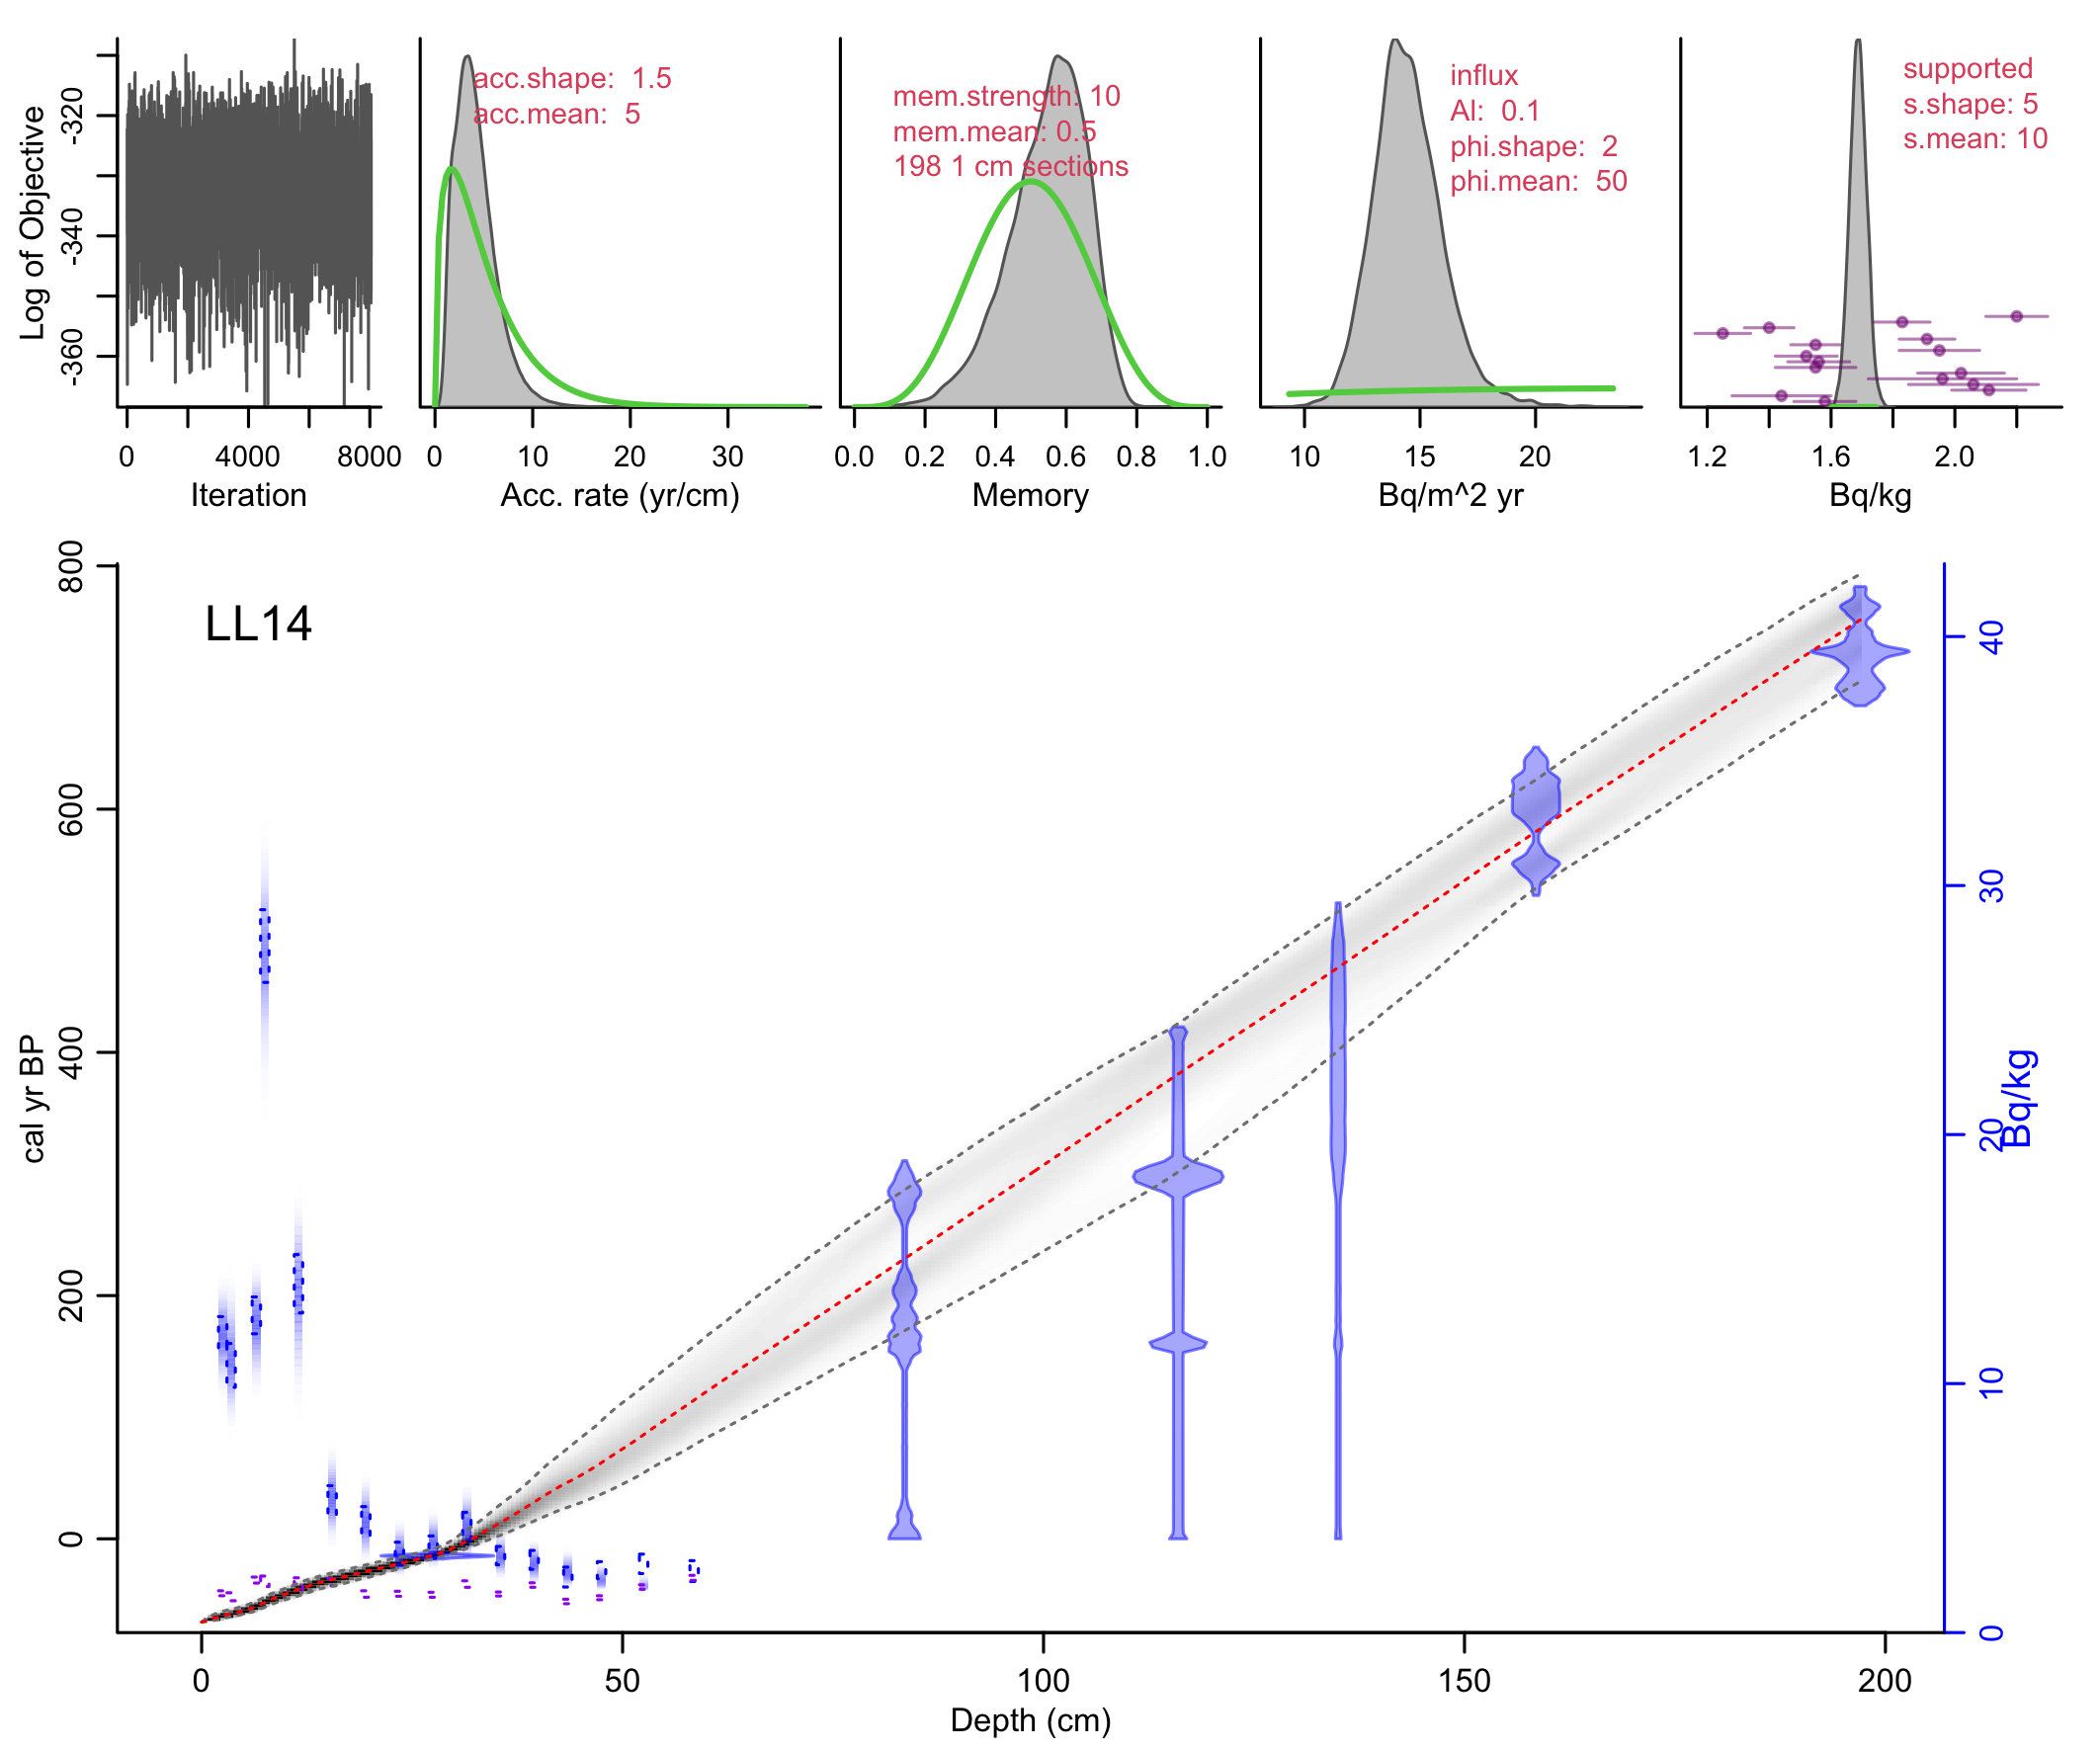 Log of Objective
-360
-340
-320
0
4000
8000
Iteration
acc.shape: 1.5
acc.mean: 5
0
10
20
30
Acc. rate (yr/cm)
mem.strength: 10
mem.mean: 0.5
198 1 cm sections
0.0
0.2
0.4
0.6
0.8
1.0
Memory
influx
Al: 0.1
phi.shape: 2
phi.mean: 50
10
15
20
Bq/m^2 yr
supported
s.shape: 5
s.mean: 10
1.2
1.6
2.0
Bq/kg
LL14
cal yr BP
0
200
400
600
800
0
50
100
150
200
Depth (cm)
0
10
20
30
40
Bq/kg